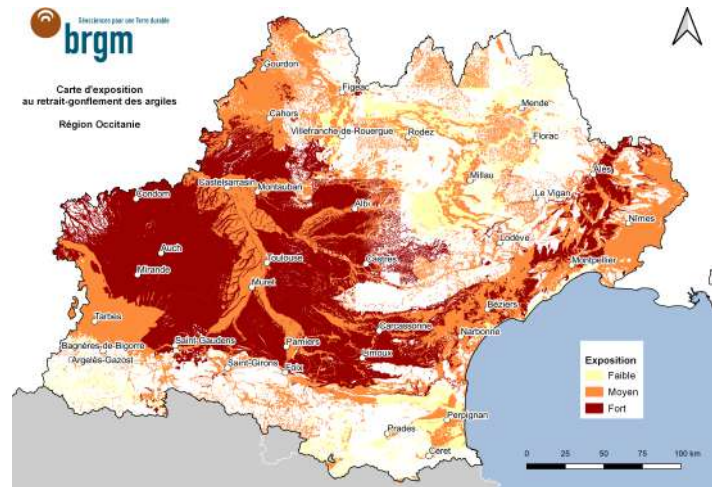 Géosciences pour une Terre durable
brgm
Carte d'exposition
au retrait-gonflement des argiles
Région Occitanie
Gourdon
Figeac
Cahors
Mende
Villefranche-de-Rouergue
Rodez
Florac
Millau
Castelsarrasin
Montauban
Alès
Condom
Le Vigan
Albi
Nîmes
Auch
Lodève
Toulouse
Castres
Montpellier
Mirande
Muret
Béziers
Tarbes
Carcassonne
Narbonne
Saint-Gaudens
Pamiers
Bagnères-de-Bigorre
Limoux
Argelès-Gazost
Saint-Girons
Foix
Exposition
Faible
Moyen
Fort
Perpignan
Prades
Céret
0 25 50 75 100 km